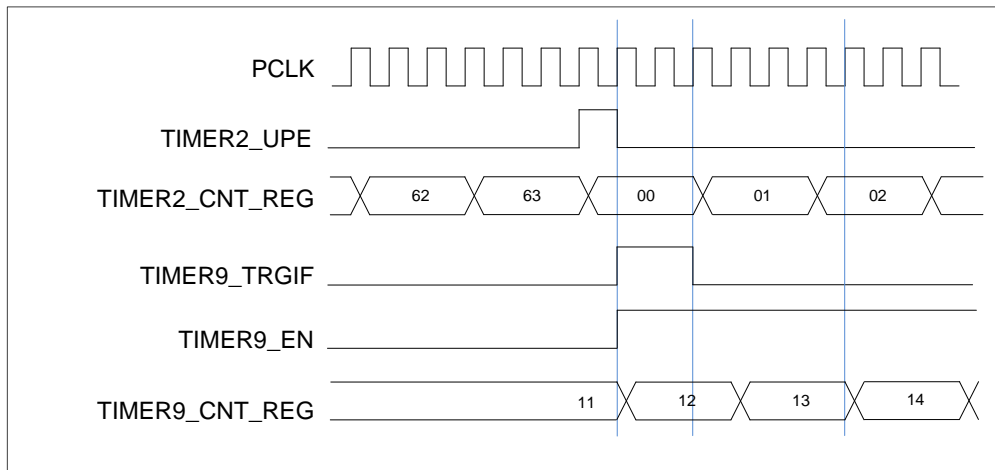 PCLK
TIMER2_UPE
TIMER2_CNT_REG 62 63 00 01 02
TIMER9_TRGIF
TIMER9_EN
TIMER9_CNT_REG 11 12 13 14